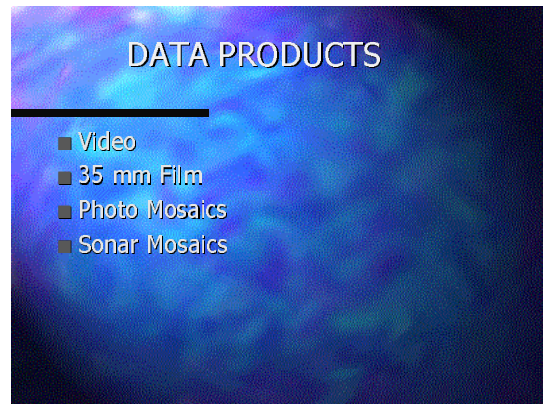 DATA PRODUCTS
Video
35 mm Film
Photo Mosaics
Sonar Mosaics